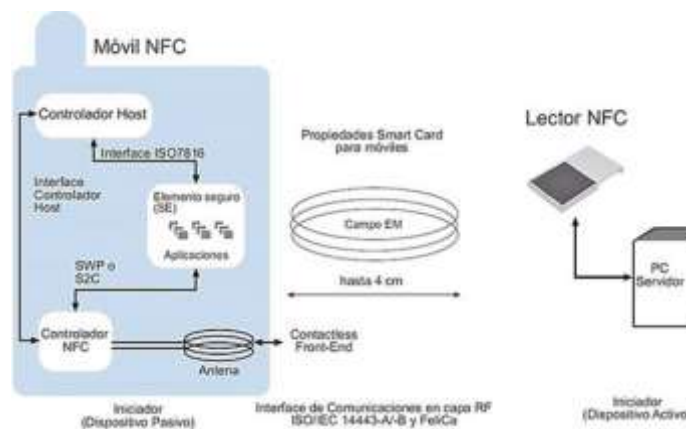 Móvil NFC
Controlador Host
Interface ISO7816
Interface
Controlador
Host
Elemento seguro
(SE)
Aplicaciones
SWP o
S2C
Controlador
NFC
Antena
Iniciador
(Dispositivo Pasivo)
Propiedades Smart Card
para móviles
Campo EM
hasta 4 cm
Contactless
Front-End
Interface de Comunicaciones en capa RF
ISO/IEC 14443-A/-B y FeliCa
Lector NFC
PC
Servidor
Iniciador
(Dispositivo Activo